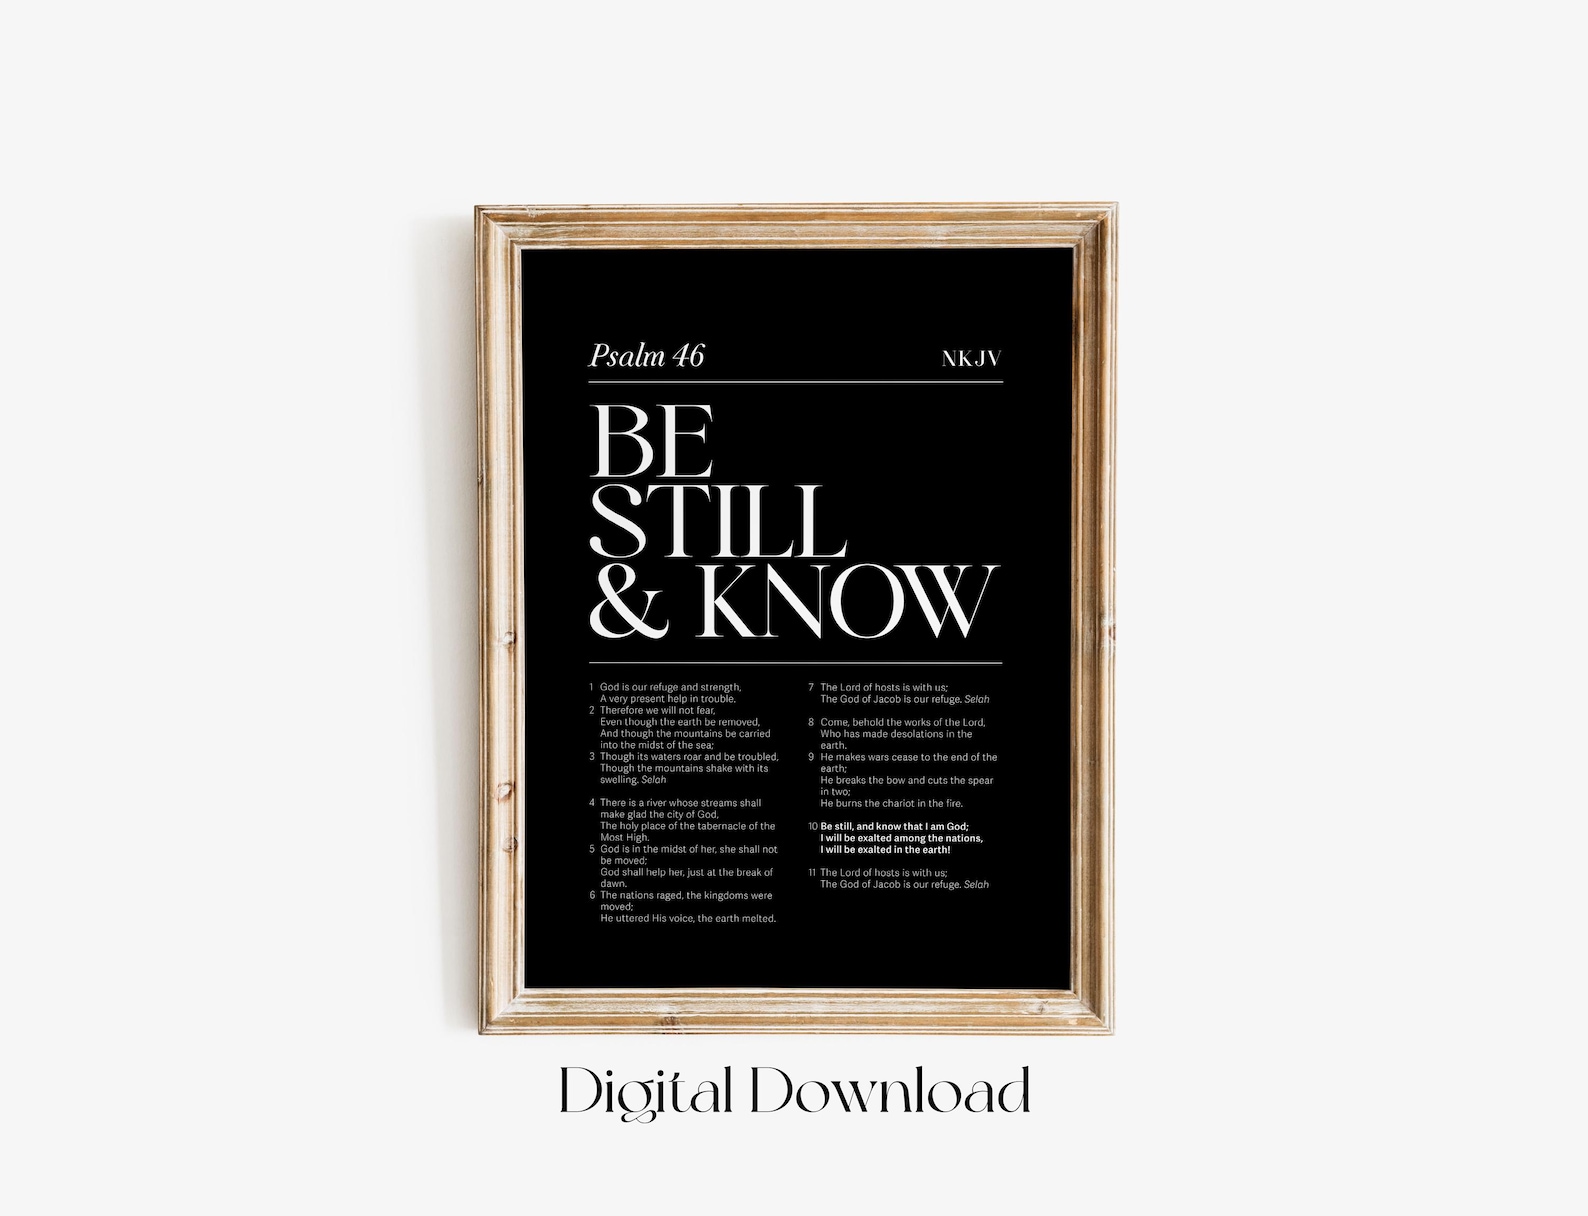 Psalm 46
NKJV
BE
STILL
& KNOW
1 God is our refuge and strength,
A very present help in trouble.
2 Therefore we will not fear,
Even though the earth be removed,
And though the mountains be carried
into the midst of the sea;
3 Though its waters roar and be troubled,
Though the mountains shake with its
swelling. Selah
4 There is a river whose streams shall
make glad the city of God,
The holy place of the tabernacle of the
Most High.
5 God is in the midst of her, she shall not
be moved;
God shall help her, just at the break of
dawn.
6 The nations raged, the kingdoms were
moved;
He uttered His voice, the earth melted.
7 The Lord of hosts is with us;
The God of Jacob is our refuge. Selah
8 Come, behold the works of the Lord,
Who has made desolations in the
earth.
9 He makes wars cease to the end of the
earth;
He breaks the bow and cuts the spear
in two;
He burns the chariot in the fire.
10 Be still, and know that I am God;
I will be exalted among the nations,
I will be exalted in the earth!
11 The Lord of hosts is with us;
The God of Jacob is our refuge. Selah
Digital Download